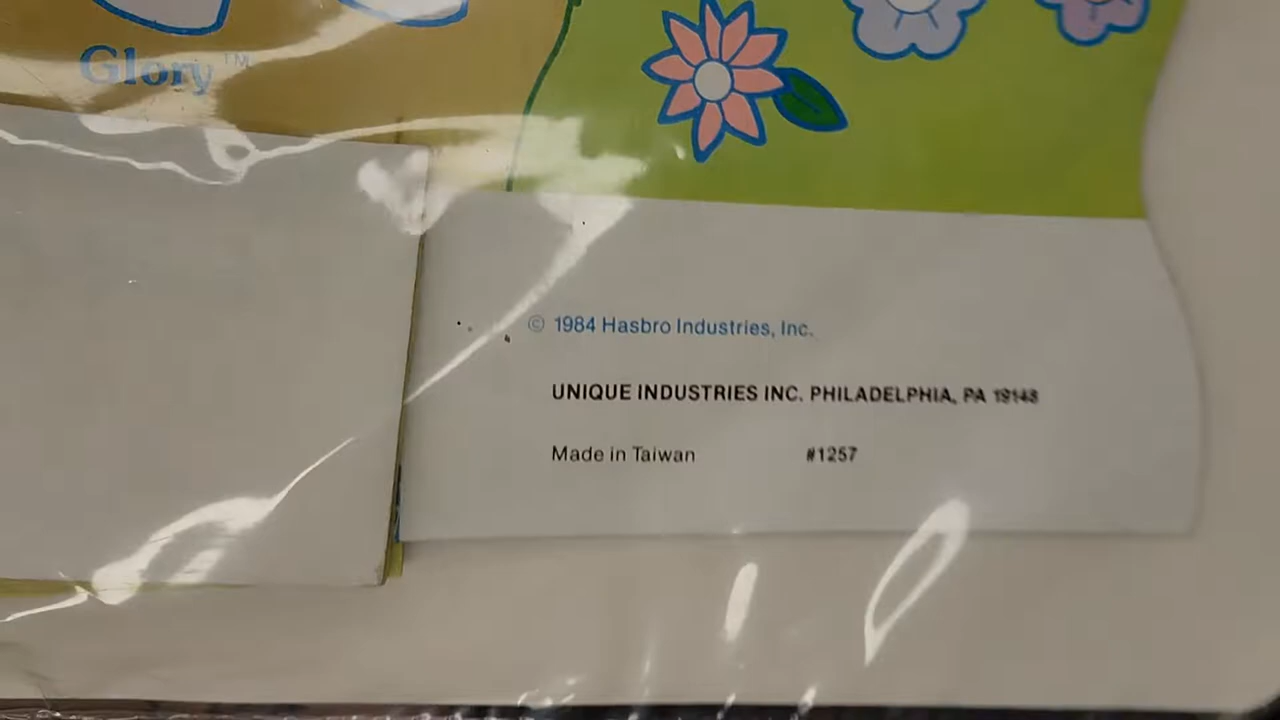 Glory™
© 1984 Hasbro Industries, Inc.
UNIQUE INDUSTRIES INC. PHILADELPHIA, PA 19148
Made in Taiwan #1257